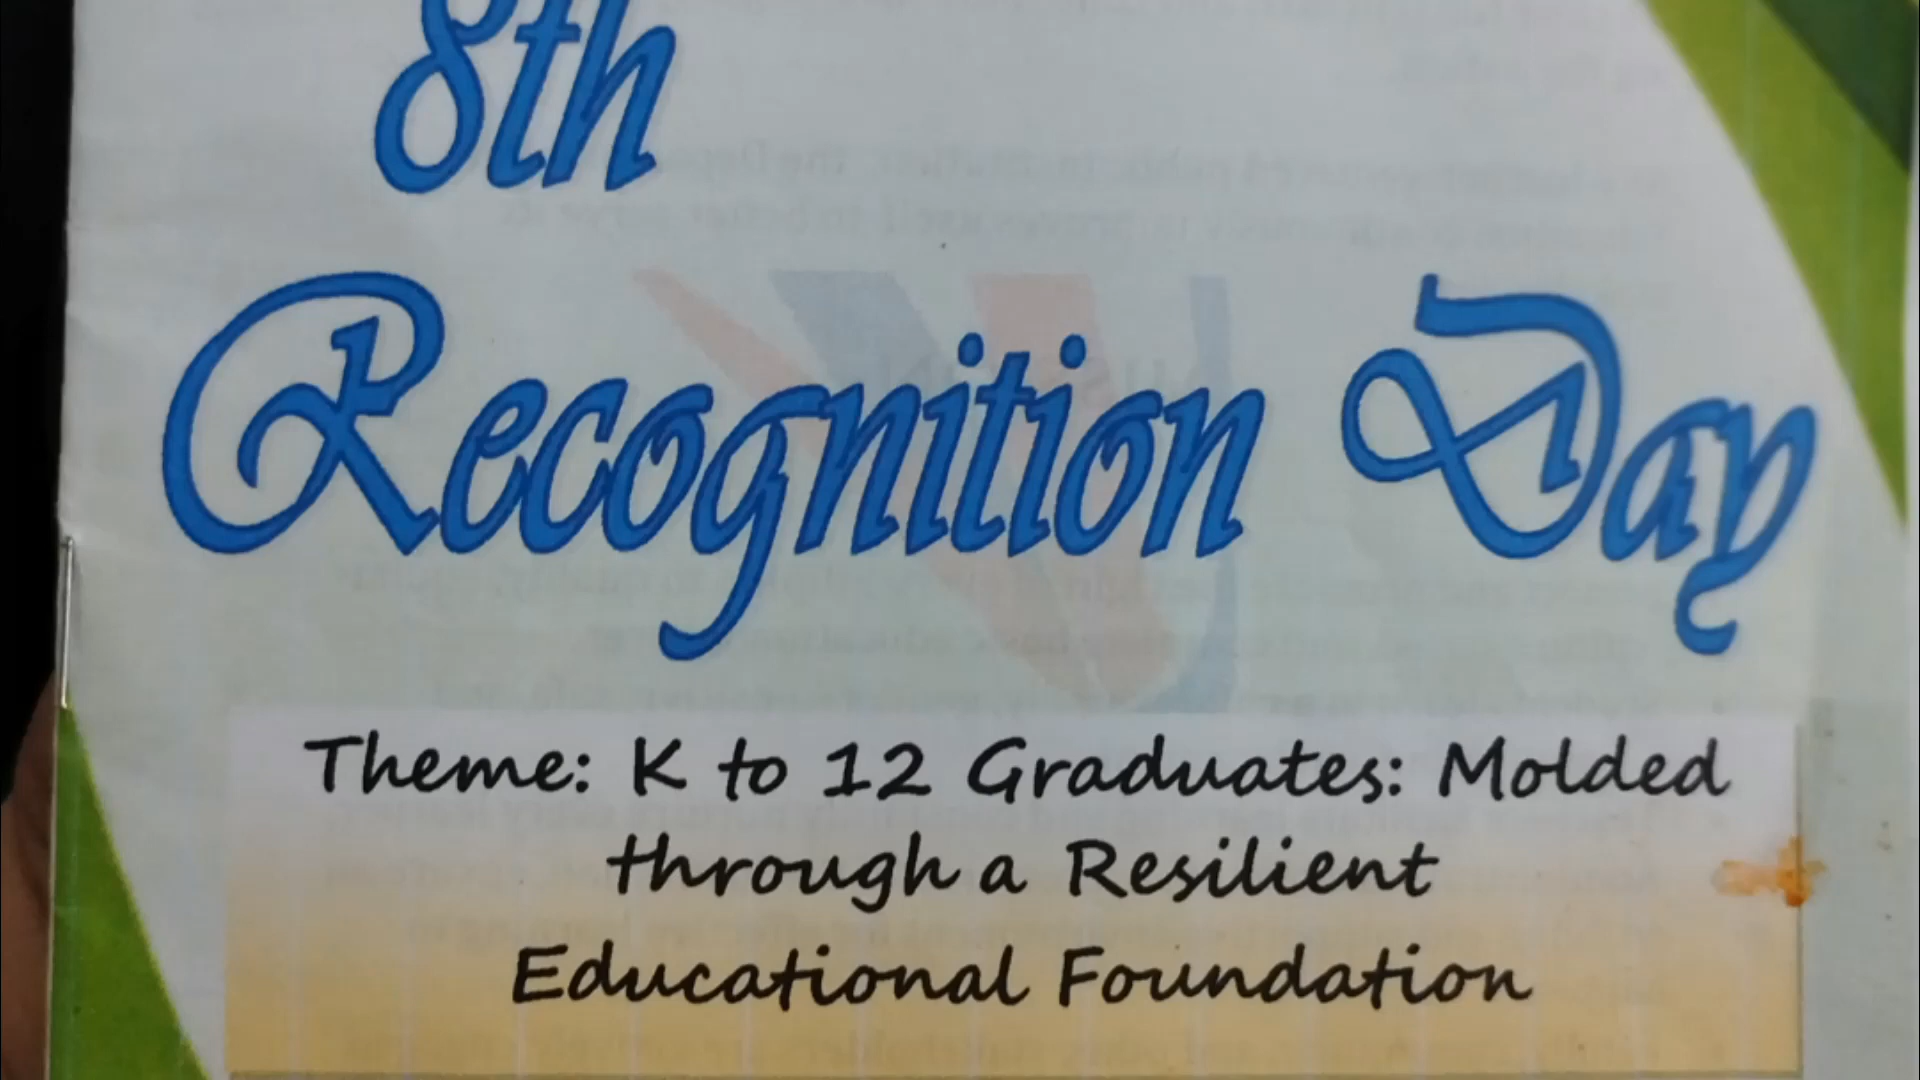 8th
Recognition Day
Theme: K to 12 Graduates: Molded
through a Resilient
Educational Foundation